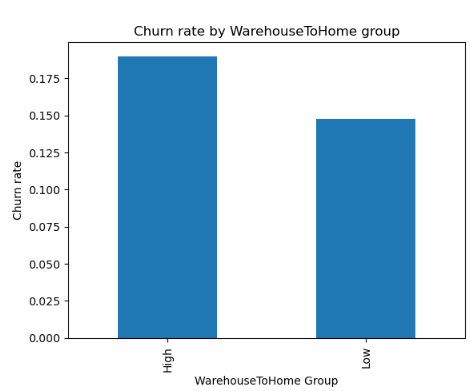 Churn rate by WarehouseToHome group
Churn rate
0.175
0.150
0.125
0.100
0.075
0.050
0.025
0.000
High
Low
WarehouseToHome Group